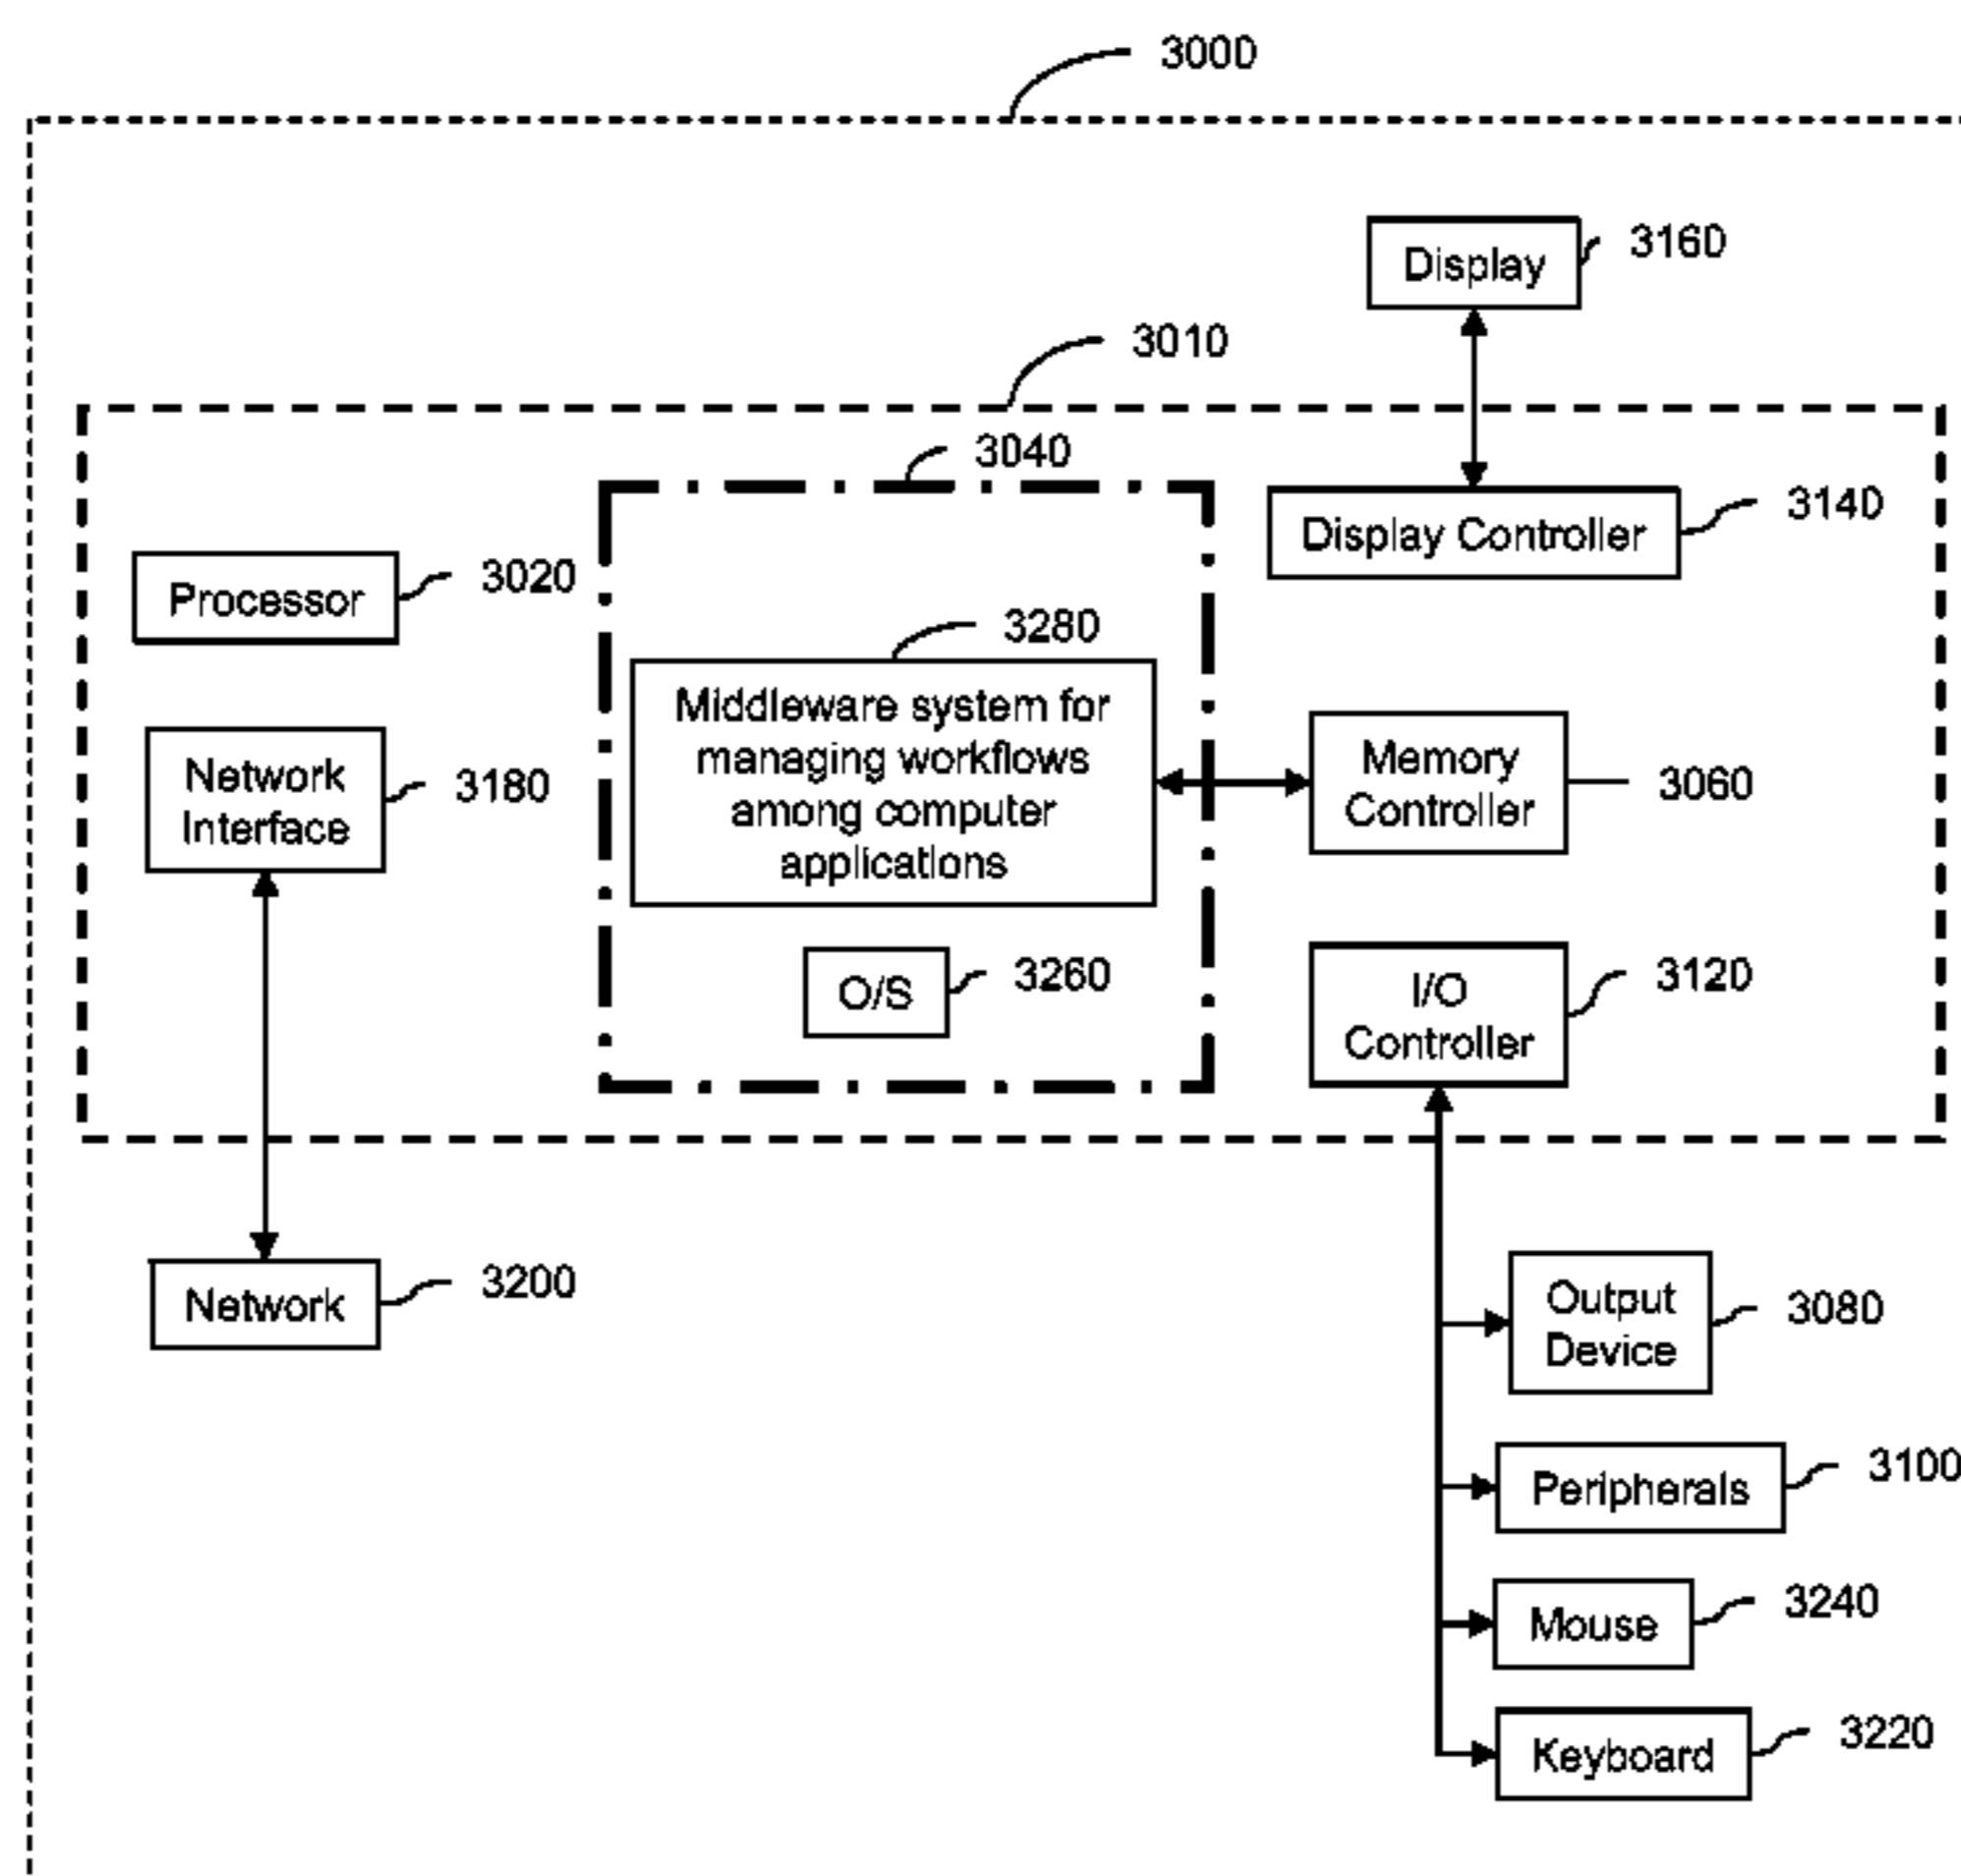 3000
Display
3160
3010
3040
Display Controller
3140
Processor
3020
3280
Middleware system for
managing workflows
among computer
applications
Network
Interface
3180
Memory
Controller
3060
O/S
3260
I/O
Controller
3120
Network
3200
Output
Device
3080
Peripherals
3100
Mouse
3240
Keyboard
3220